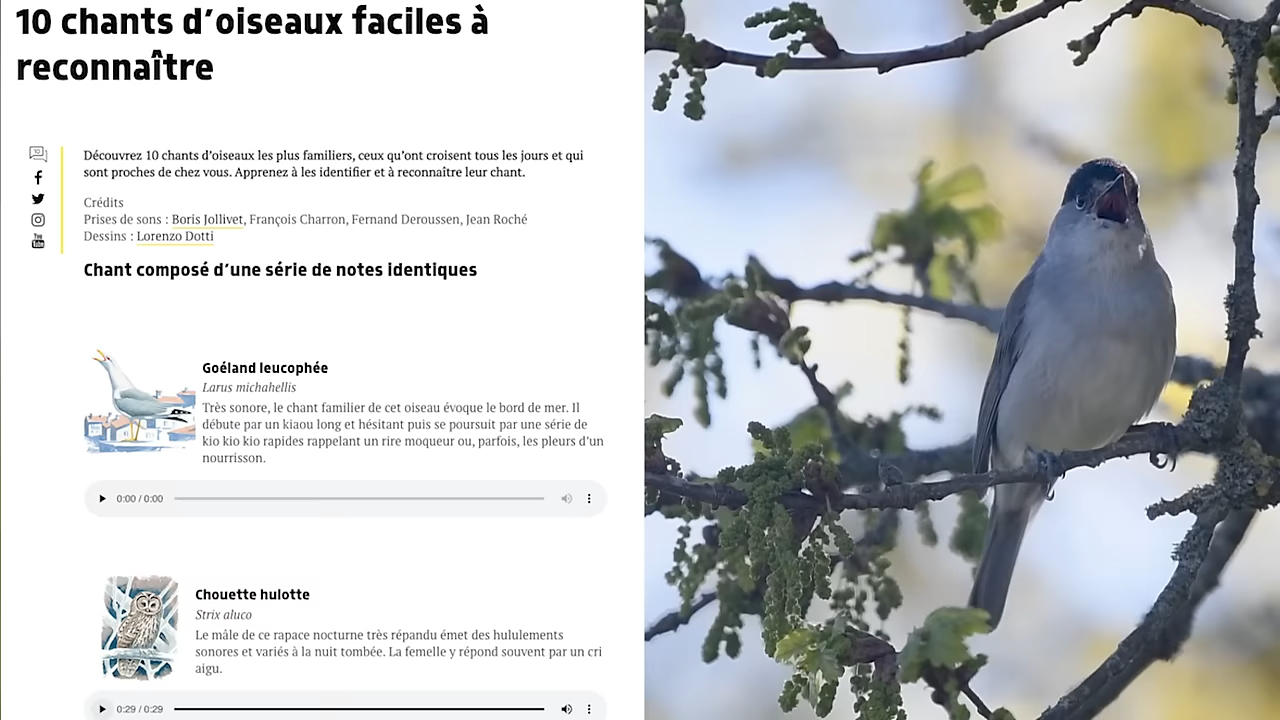 10 chants d'oiseaux faciles à
reconnaître
Découvrez 10 chants d'oiseaux les plus familiers, ceux qu'ont croisent tous les jours et qui
sont proches de chez vous. Apprenez à les identifier et à reconnaître leur chant.
Crédits
Prises de sons : Boris Jollivet, François Charron, Fernand Deroussen, Jean Roché
Dessins : Lorenzo Dotti
Chant composé d'une série de notes identiques
Goéland leucophée
Larus michahellis
Très sonore, le chant familier de cet oiseau évoque le bord de mer. Il
débute par un kiaou long et hésitant puis se poursuit par une série de
kio kio kio rapides rappelant un rire moqueur ou, parfois, les pleurs d'un
nourrisson.
0:00 / 0:00
Chouette hulotte
Strix aluco
Le mâle de ce rapace nocturne très répandu émet des hululements
sonores et variés à la nuit tombée. La femelle y répond souvent par un cri
aigu.
0:29 / 0:29